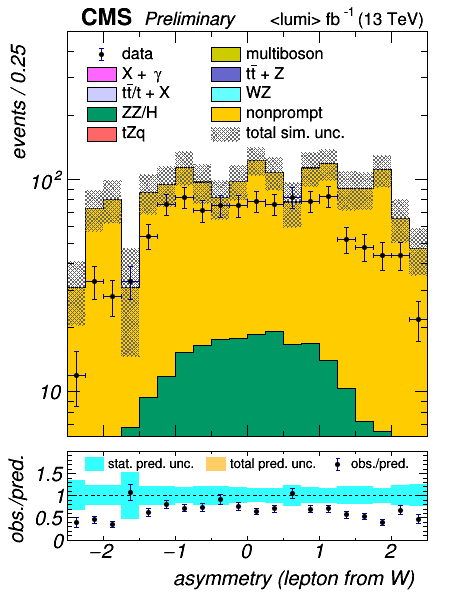 CMS Preliminary <lumi> fb⁻¹ (13 TeV)
events / 0.25
data
multiboson
X + γ
tt̄ + Z
tt̄/t + X
WZ
ZZ/H
nonprompt
tZq
total sim. unc.
10²
10
obs./pred.
stat. pred. unc. total pred. unc. obs./pred.
1.5
1
0.5
0
−2 −1 0 1 2
asymmetry (lepton from W)